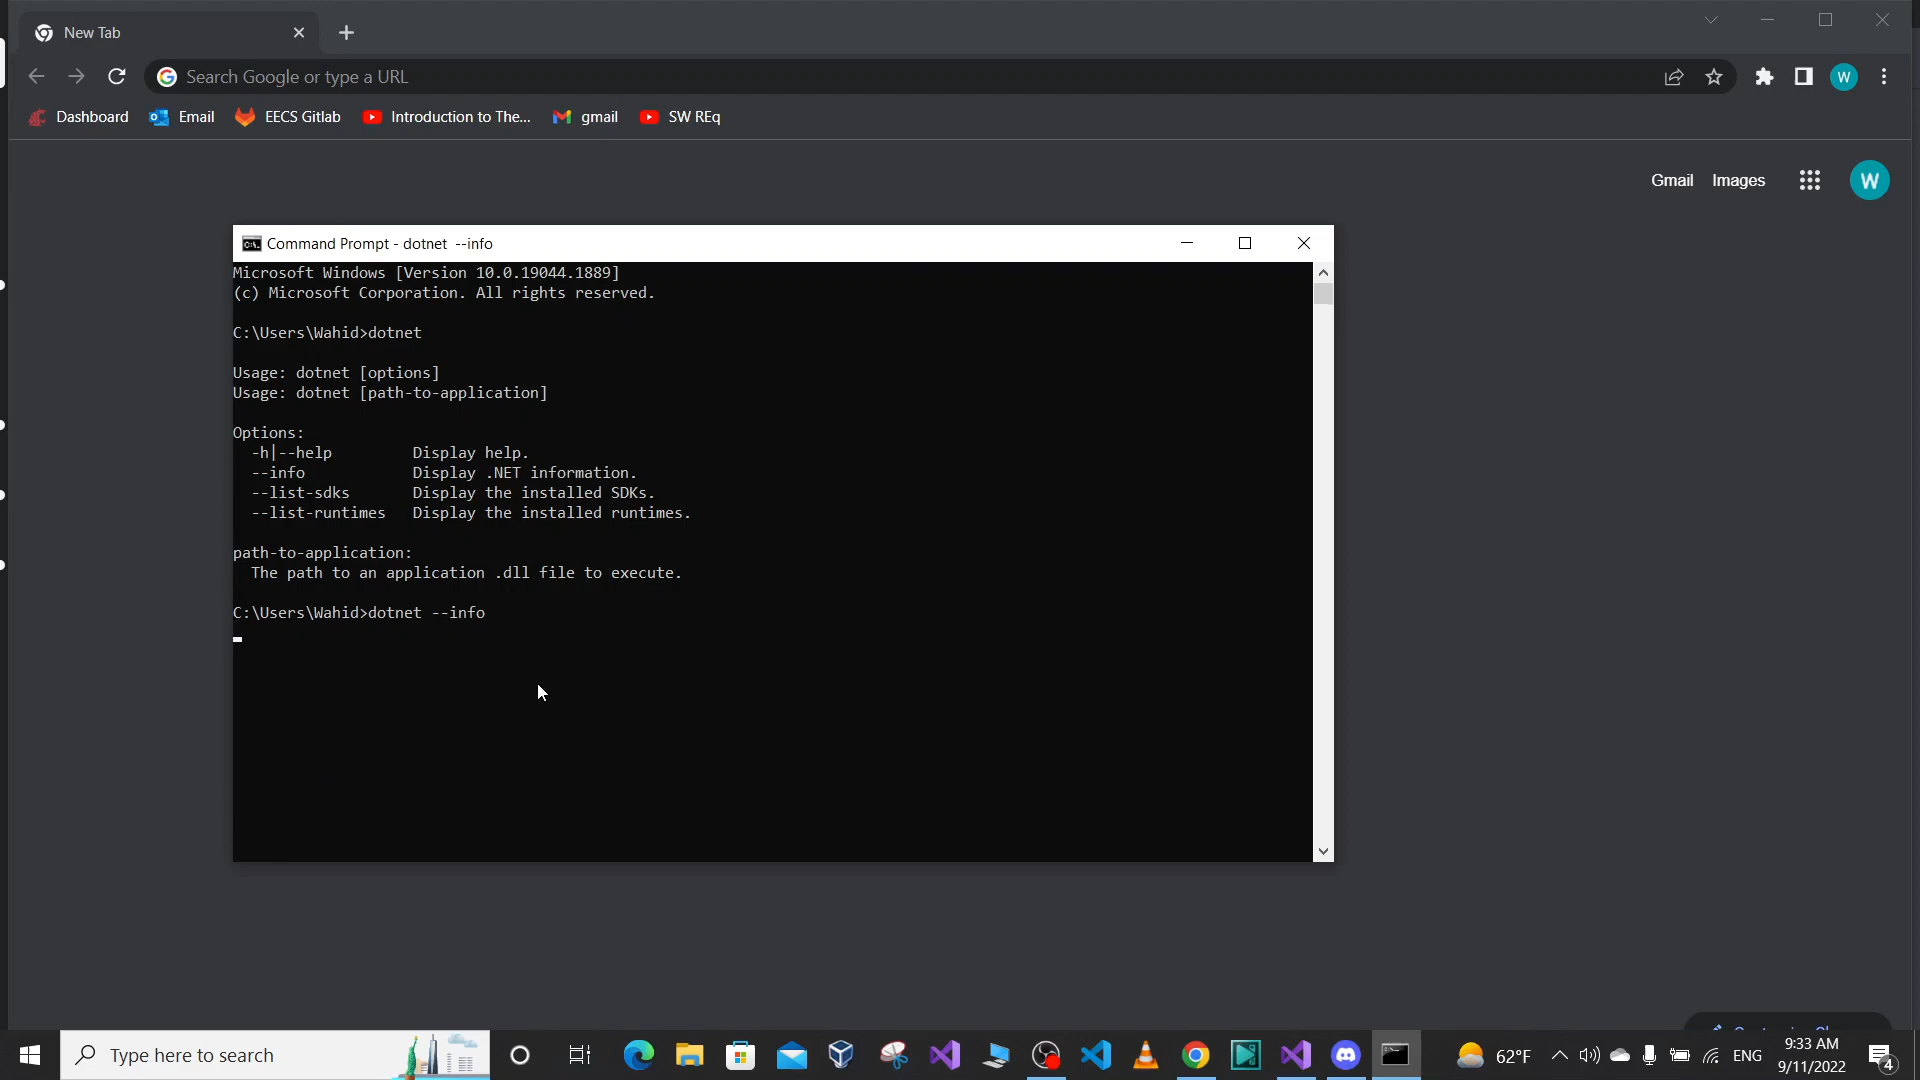 New Tab
Search Google or type a URL
W
Dashboard
Email
EECS Gitlab
Introduction to The...
gmail
SW REq
Gmail
Images
W
Command Prompt - dotnet  --info
Microsoft Windows [Version 10.0.19044.1889]
(c) Microsoft Corporation. All rights reserved.
C:\Users\Wahid>dotnet
Usage: dotnet [options]
Usage: dotnet [path-to-application]
Options:
-h|--help         Display help.
--info            Display .NET information.
--list-sdks       Display the installed SDKs.
--list-runtimes   Display the installed runtimes.
path-to-application:
The path to an application .dll file to execute.
C:\Users\Wahid>dotnet --info
Type here to search
62°F
ENG
9:33 AM
9/11/2022
4